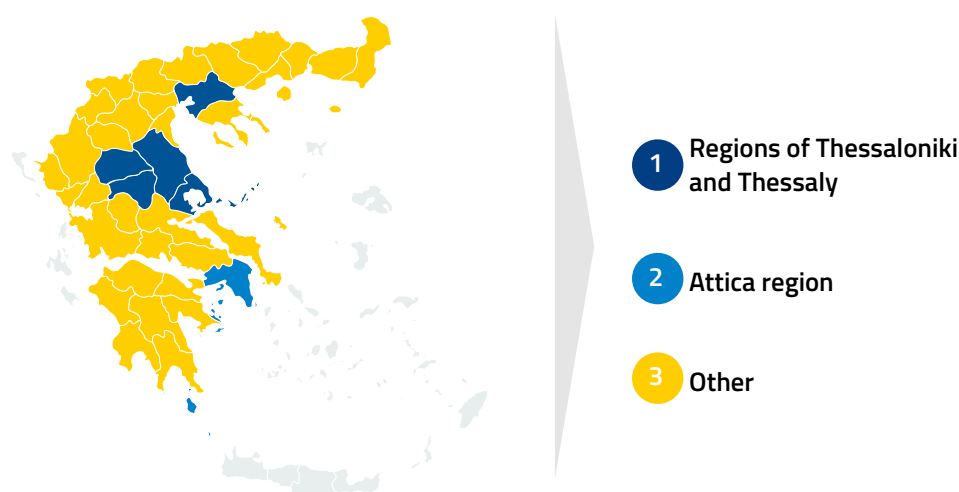 1
Regions of Thessaloniki
and Thessaly
2
Attica region
3
Other